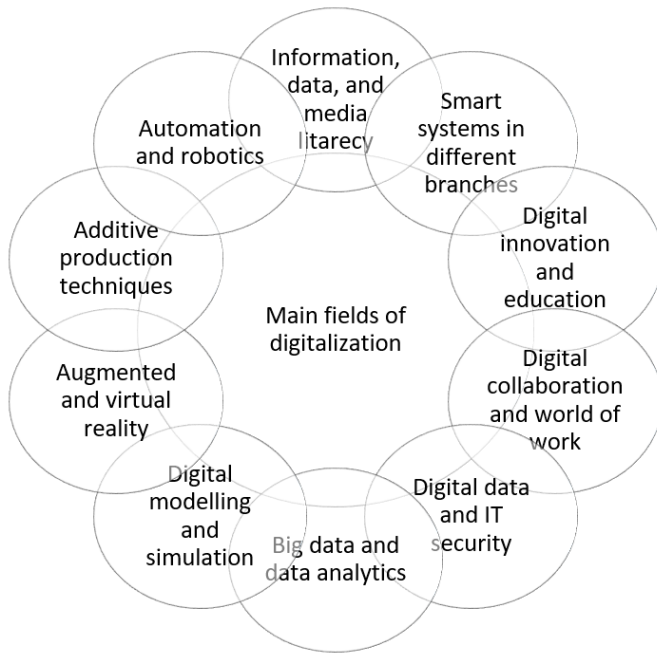 Information,
data, and
media
litarecy
Smart
systems in
different
branches
Digital
innovation
and
education
Digital
collaboration
and world of
work
Digital data
and IT
security
Big data and
data analytics
Digital
modelling
and
simulation
Augmented
and virtual
reality
Additive
production
techniques
Automation
and robotics
Main fields of
digitalization